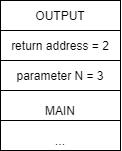 OUTPUT
return address = 2
parameter N = 3
MAIN
...